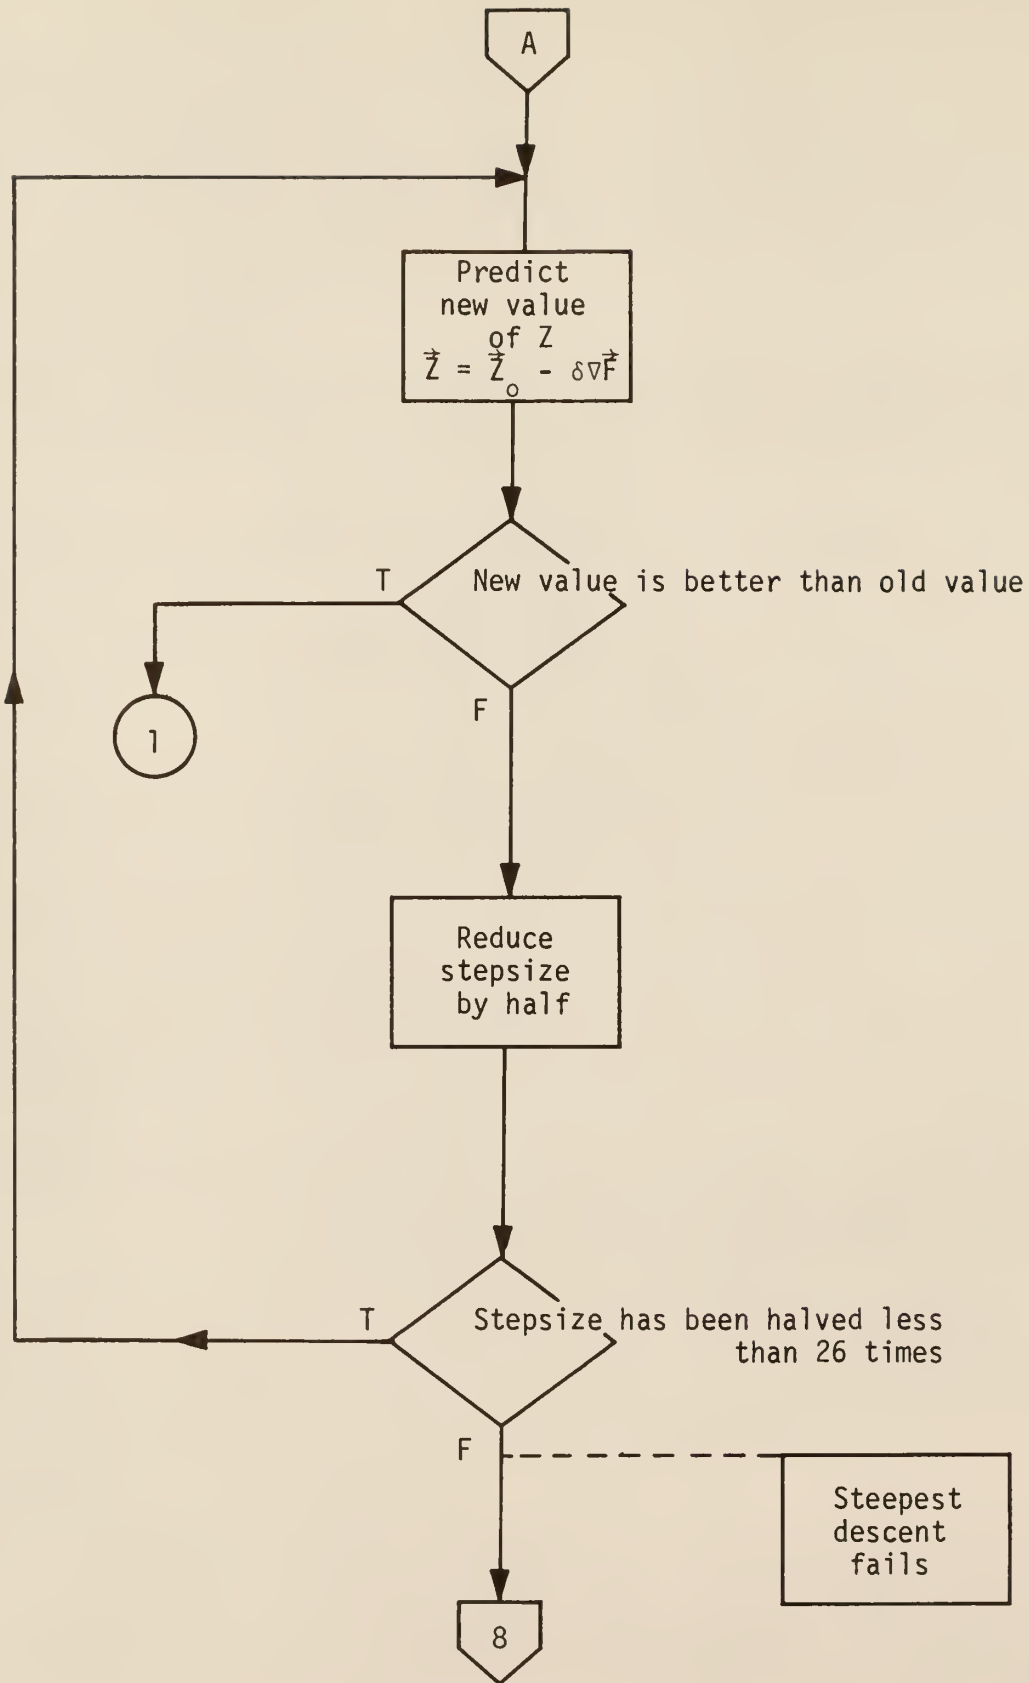 A
Predict
new value
of Z
Z⃗ = Z⃗₀ - δ∇F⃗
T
New value is better than old value
F
1
Reduce
stepsize
by half
T
Stepsize has been halved less
than 26 times
F
Steepest
descent
fails
8